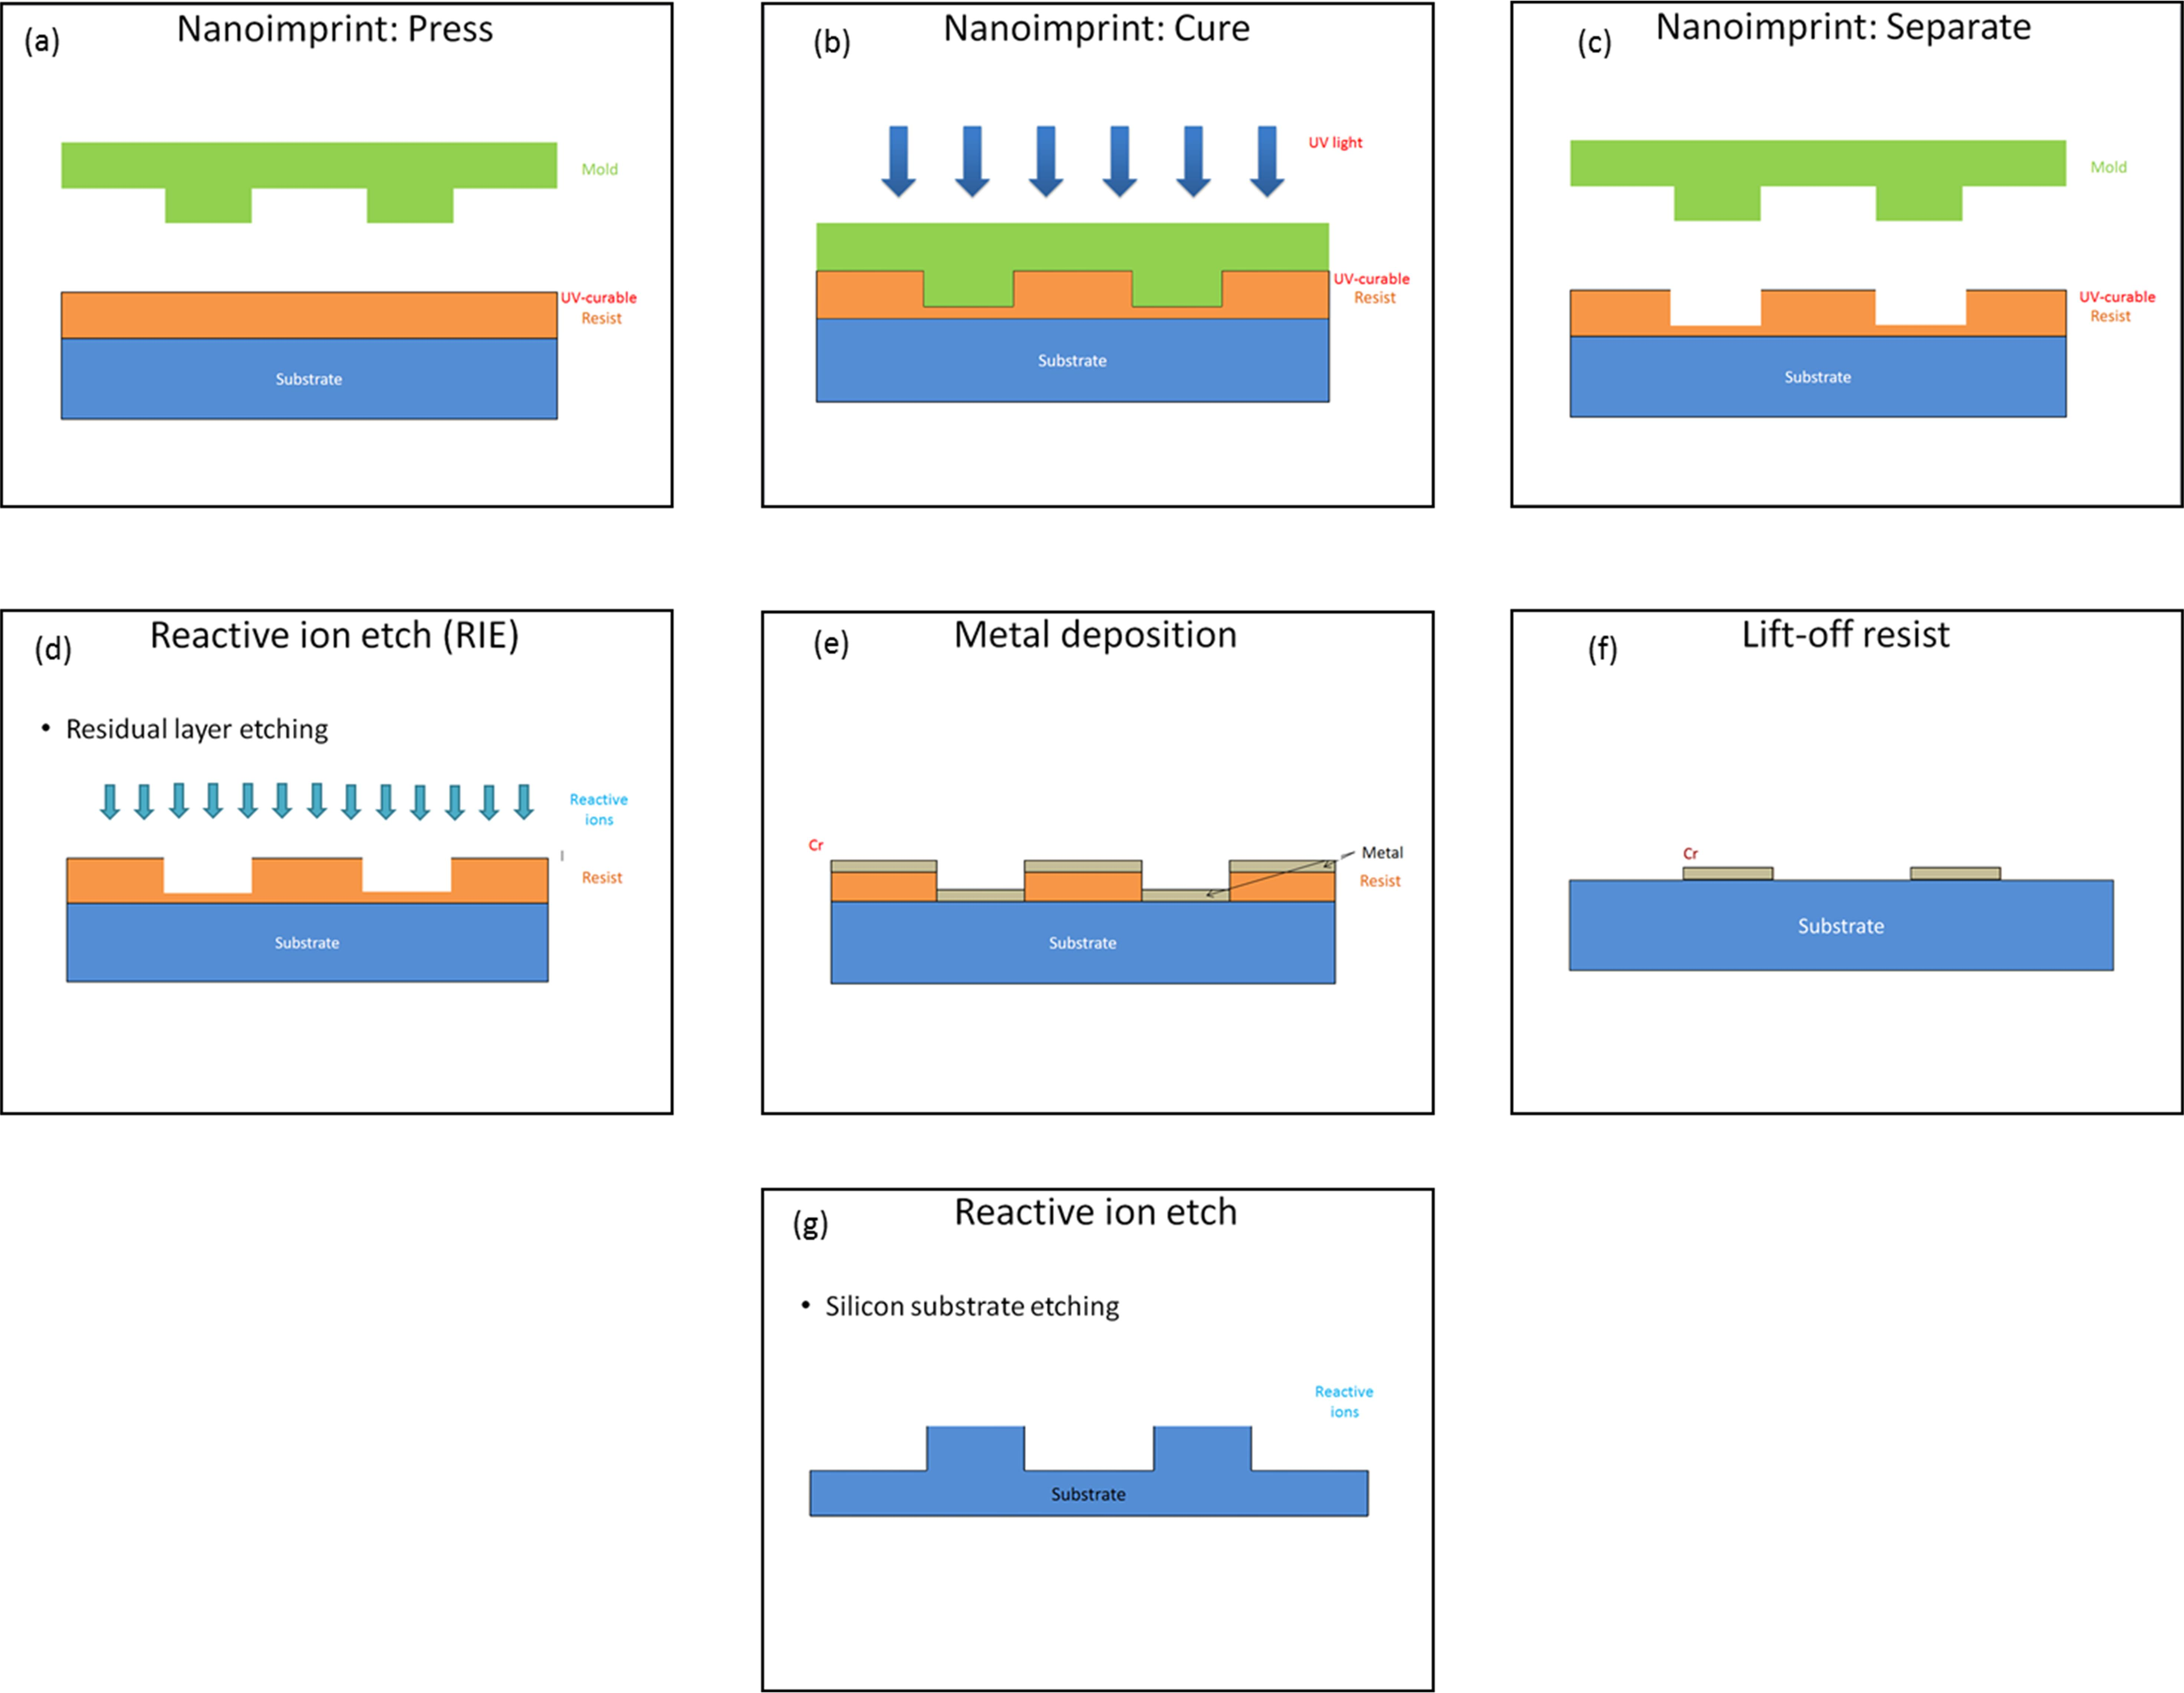 (a)
Nanoimprint: Press
Mold
UV-curable
Resist
Substrate
(b)
Nanoimprint: Cure
UV light
UV-curable
Resist
Substrate
(c)
Nanoimprint: Separate
Mold
UV-curable
Resist
Substrate
(d)
Reactive ion etch (RIE)
• Residual layer etching
Reactive
ions
Resist
Substrate
(e)
Metal deposition
Cr
Metal
Resist
Substrate
(f)
Lift-off resist
Cr
Substrate
(g)
Reactive ion etch
• Silicon substrate etching
Reactive
ions
Substrate